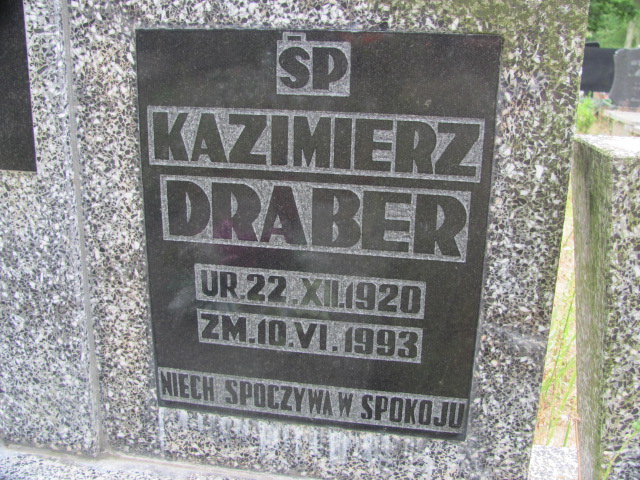 ŚP
KAZIMIERZ
DRABER
UR.22.XII.1920
ZM.10.VI.1993
NIECH SPOCZYWA W SPOKOJU